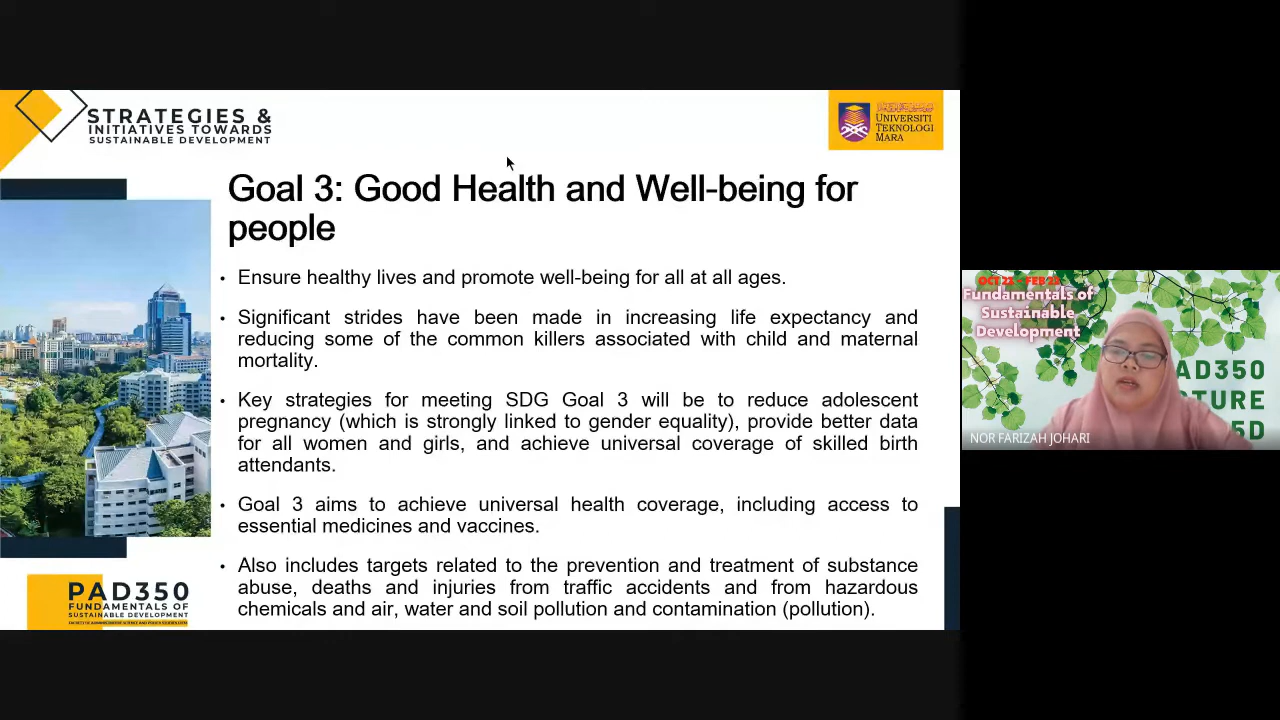 STRATEGIES &
INITIATIVES TOWARDS
SUSTAINABLE DEVELOPMENT
UNIVERSITI
TEKNOLOGI
MARA
Goal 3: Good Health and Well-being for
people
• Ensure healthy lives and promote well-being for all at all ages.
• Significant strides have been made in increasing life expectancy and
reducing some of the common killers associated with child and maternal
mortality.
• Key strategies for meeting SDG Goal 3 will be to reduce adolescent
pregnancy (which is strongly linked to gender equality), provide better data
for all women and girls, and achieve universal coverage of skilled birth
attendants.
• Goal 3 aims to achieve universal health coverage, including access to
essential medicines and vaccines.
• Also includes targets related to the prevention and treatment of substance
abuse, deaths and injuries from traffic accidents and from hazardous
chemicals and air, water and soil pollution and contamination (pollution).
PAD350
FUNDAMENTALS OF
SUSTAINABLE DEVELOPMENT
Fundamentals of
Sustainable
Development
AD350
TURE
5D
NOR FARIZAH JOHARI